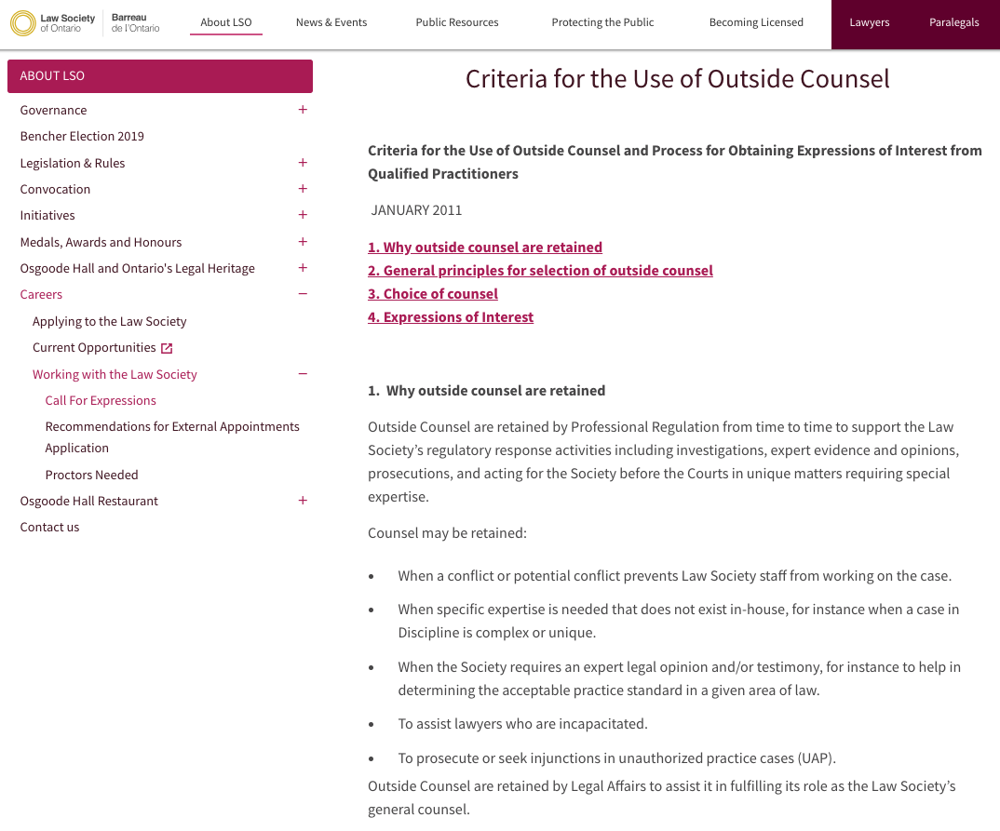 Law Society
of Ontario
Barreau
de l'Ontario
About LSO
News & Events
Public Resources
Protecting the Public
Becoming Licensed
Lawyers
Paralegals
ABOUT LSO
Governance +
Bencher Election 2019
Legislation & Rules +
Convocation +
Initiatives +
Medals, Awards and Honours +
Osgoode Hall and Ontario's Legal Heritage +
Careers −
Applying to the Law Society
Current Opportunities
Working with the Law Society −
Call For Expressions
Recommendations for External Appointments
Application
Proctors Needed
Osgoode Hall Restaurant +
Contact us
Criteria for the Use of Outside Counsel
Criteria for the Use of Outside Counsel and Process for Obtaining Expressions of Interest from
Qualified Practitioners
JANUARY 2011
1. Why outside counsel are retained
2. General principles for selection of outside counsel
3. Choice of counsel
4. Expressions of Interest
1. Why outside counsel are retained
Outside Counsel are retained by Professional Regulation from time to time to support the Law
Society’s regulatory response activities including investigations, expert evidence and opinions,
prosecutions, and acting for the Society before the Courts in unique matters requiring special
expertise.
Counsel may be retained:
• When a conflict or potential conflict prevents Law Society staff from working on the case.
• When specific expertise is needed that does not exist in-house, for instance when a case in
Discipline is complex or unique.
• When the Society requires an expert legal opinion and/or testimony, for instance to help in
determining the acceptable practice standard in a given area of law.
• To assist lawyers who are incapacitated.
• To prosecute or seek injunctions in unauthorized practice cases (UAP).
Outside Counsel are retained by Legal Affairs to assist it in fulfilling its role as the Law Society’s
general counsel.